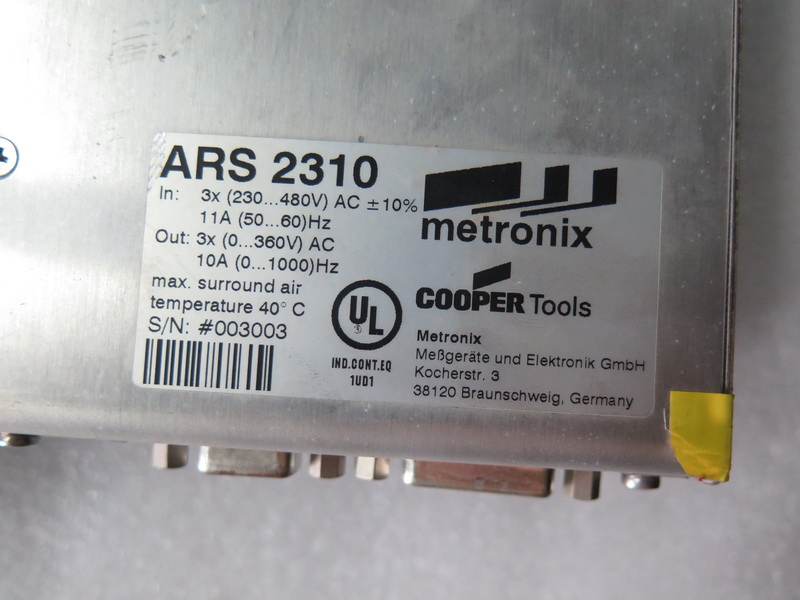 ARS 2310
In: 3x (230...480V) AC ±10%
11A (50...60)Hz
Out: 3x (0...360V) AC
10A (0...1000)Hz
max. surround air
temperature 40° C
S/N: #003003
UL
®
IND.CONT.EQ
1UD1
metronix
COOPER Tools
Metronix
Meßgeräte und Elektronik GmbH
Kocherstr. 3
38120 Braunschweig, Germany